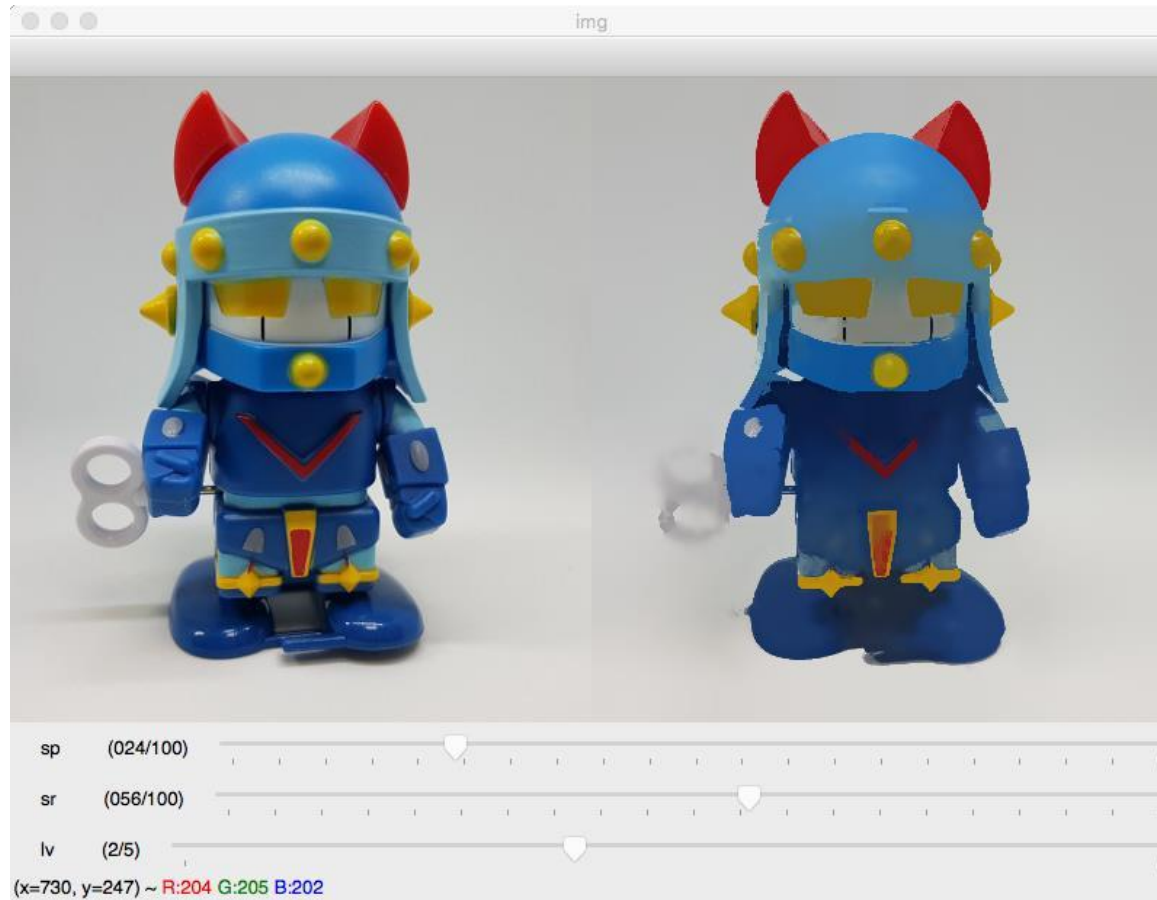 img
sp (024/100)
sr (056/100)
lv (2/5)
(x=730, y=247) ~ R:204 G:205 B:202